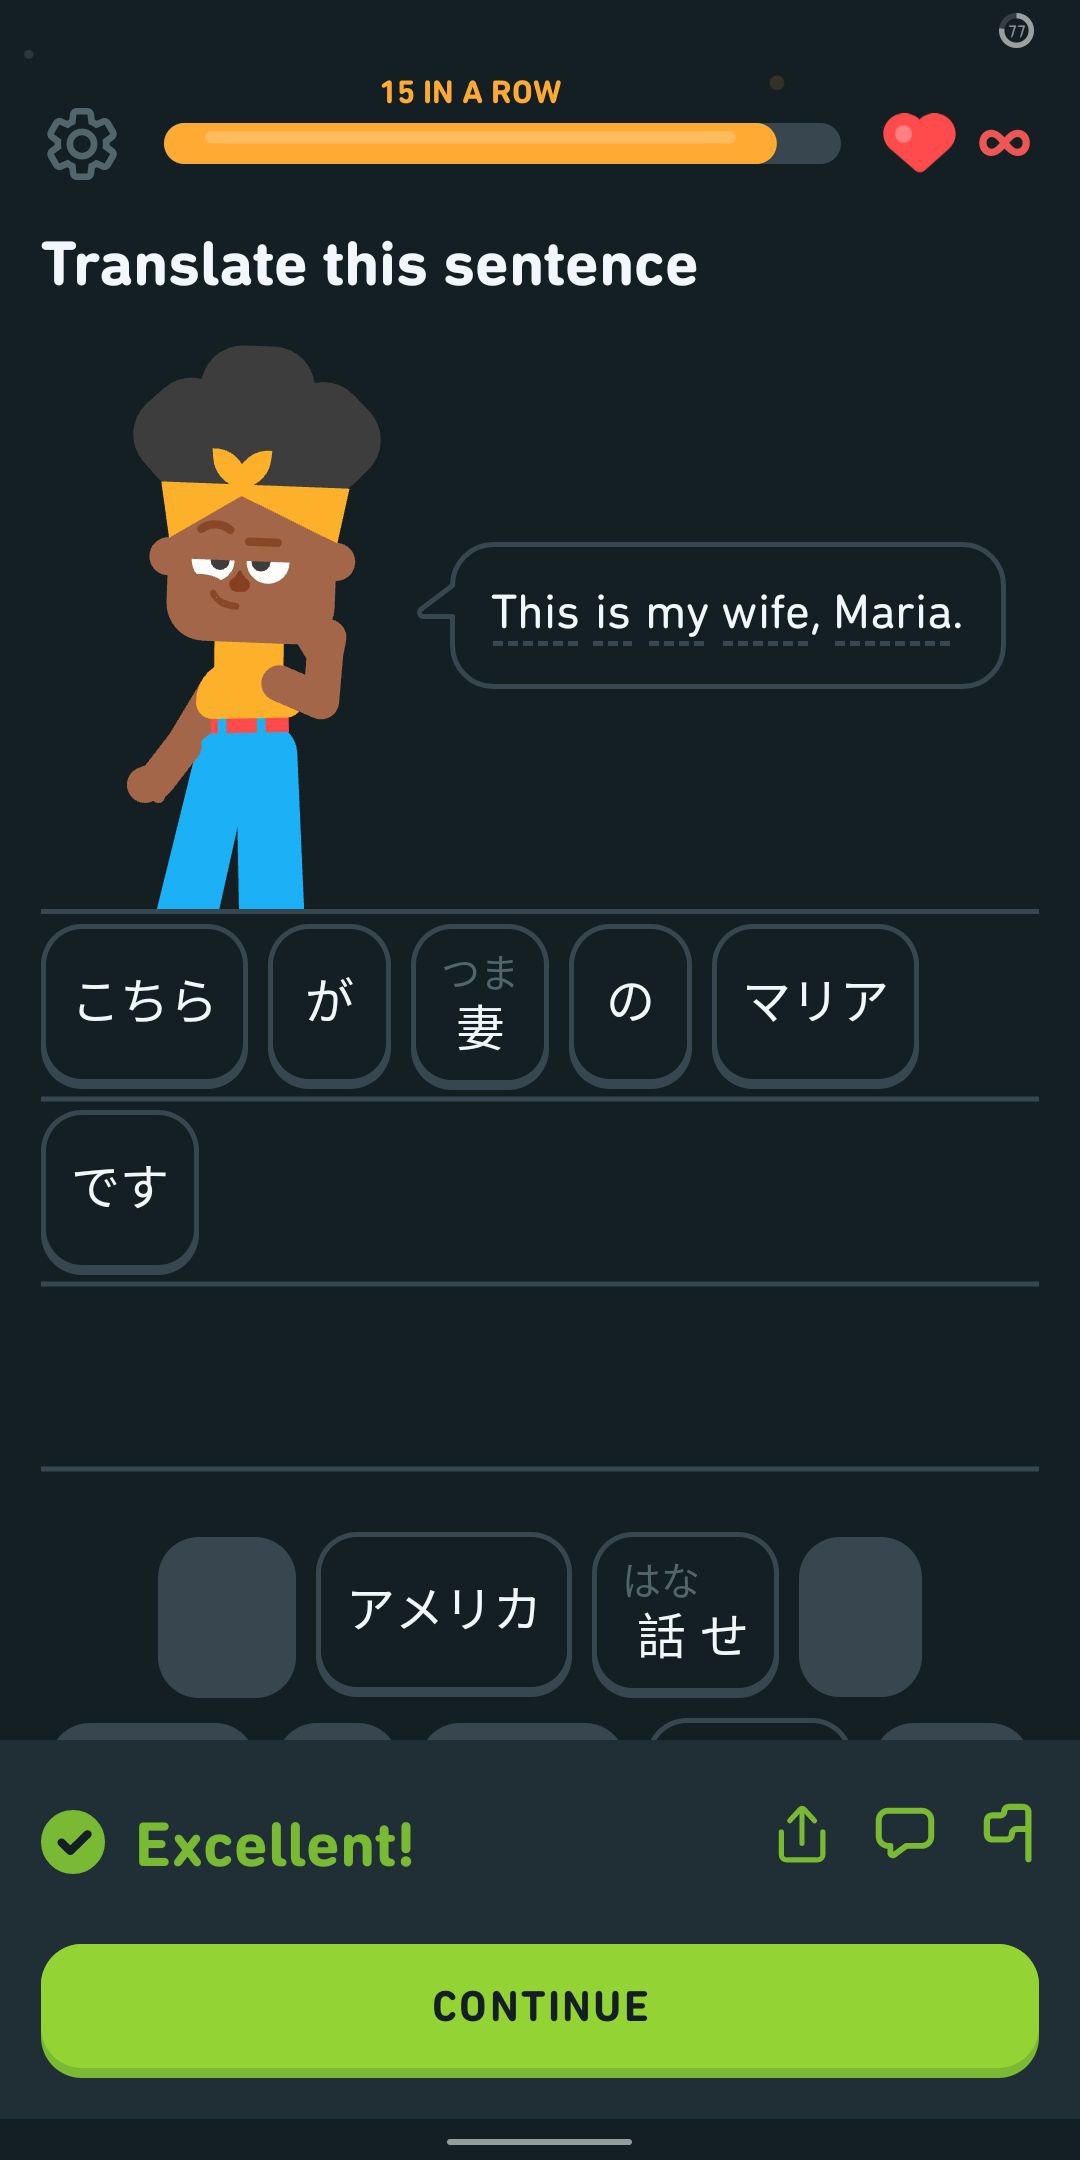 77
15 IN A ROW
Translate this sentence
This is my wife, Maria.
こちら が 妻 の マリア
つま
です
アメリカ 話せ
はな
Excellent!
CONTINUE